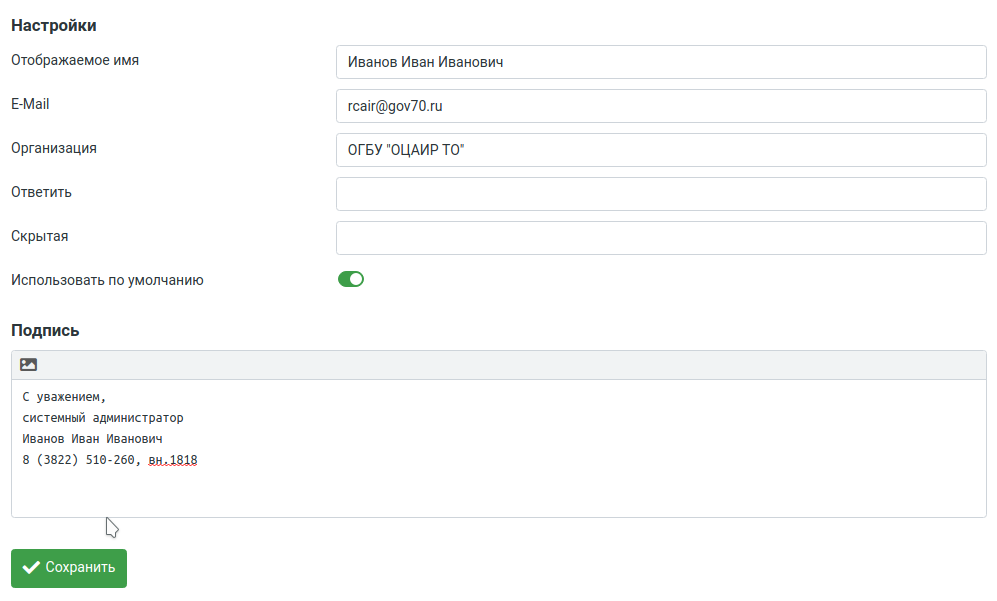 Настройки
Отображаемое имя
Иванов Иван Иванович
E-Mail
rcair@gov70.ru
Организация
ОГБУ "ОЦАИР ТО"
Ответить
Скрытая
Использовать по умолчанию
Подпись
С уважением,
системный администратор
Иванов Иван Иванович
8 (3822) 510-260, вн.1818
Сохранить